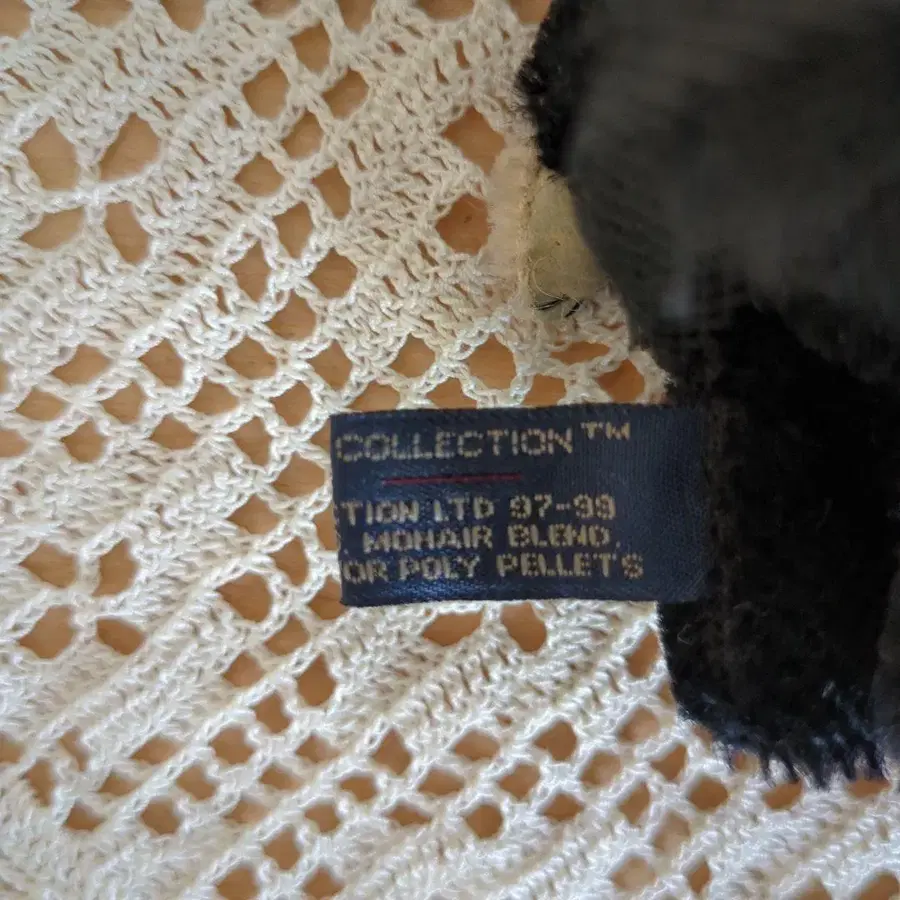 COLLECTION™
TION LTD 97-99
MOHAIR BLEND,
OR POLY PELLETS